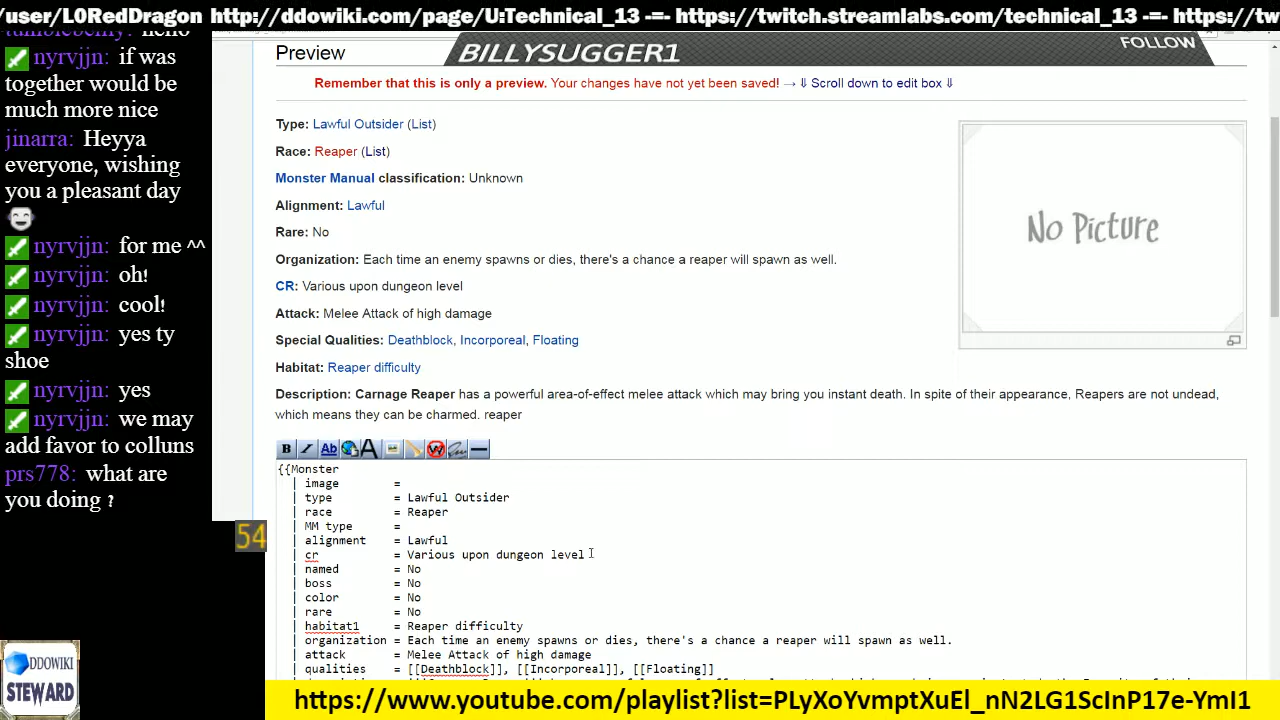 /user/L0RedDragon http://ddowiki.com/page/U:Technical_13 -=- https://twitch.streamlabs.com/technical_13 -=- https://tw
nyrvjjn: if was
together would be
much more nice
jinarra: Heyya
everyone, wishing
you a pleasant day
nyrvjjn: for me ^^
nyrvjjn: oh!
nyrvjjn: cool!
nyrvjjn: yes ty
shoe
nyrvjjn: yes
nyrvjjn: we may
add favor to colluns
prs778: what are
you doing ?
54
DDOWIKI
STEWARD
Preview
BILLYSUGGER1
FOLLOW
Remember that this is only a preview. Your changes have not yet been saved! → ⇓ Scroll down to edit box ⇓
Type: Lawful Outsider (List)
Race: Reaper (List)
Monster Manual classification: Unknown
Alignment: Lawful
Rare: No
Organization: Each time an enemy spawns or dies, there's a chance a reaper will spawn as well.
CR: Various upon dungeon level
Attack: Melee Attack of high damage
Special Qualities: Deathblock, Incorporeal, Floating
Habitat: Reaper difficulty
Description: Carnage Reaper has a powerful area-of-effect melee attack which may bring you instant death. In spite of their appearance, Reapers are not undead,
which means they can be charmed. reaper
No Picture
B I Ab A W
{{Monster
| image =
| type = Lawful Outsider
| race = Reaper
| MM type =
| alignment = Lawful
| cr = Various upon dungeon level
| named = No
| boss = No
| color = No
| rare = No
| habitat1 = Reaper difficulty
| organization = Each time an enemy spawns or dies, there's a chance a reaper will spawn as well.
| attack = Melee Attack of high damage
| qualities = [[Deathblock]], [[Incorporeal]], [[Floating]]
https://www.youtube.com/playlist?list=PLyXoYvmptXuEl_nN2LG1ScInP17e-YmI1